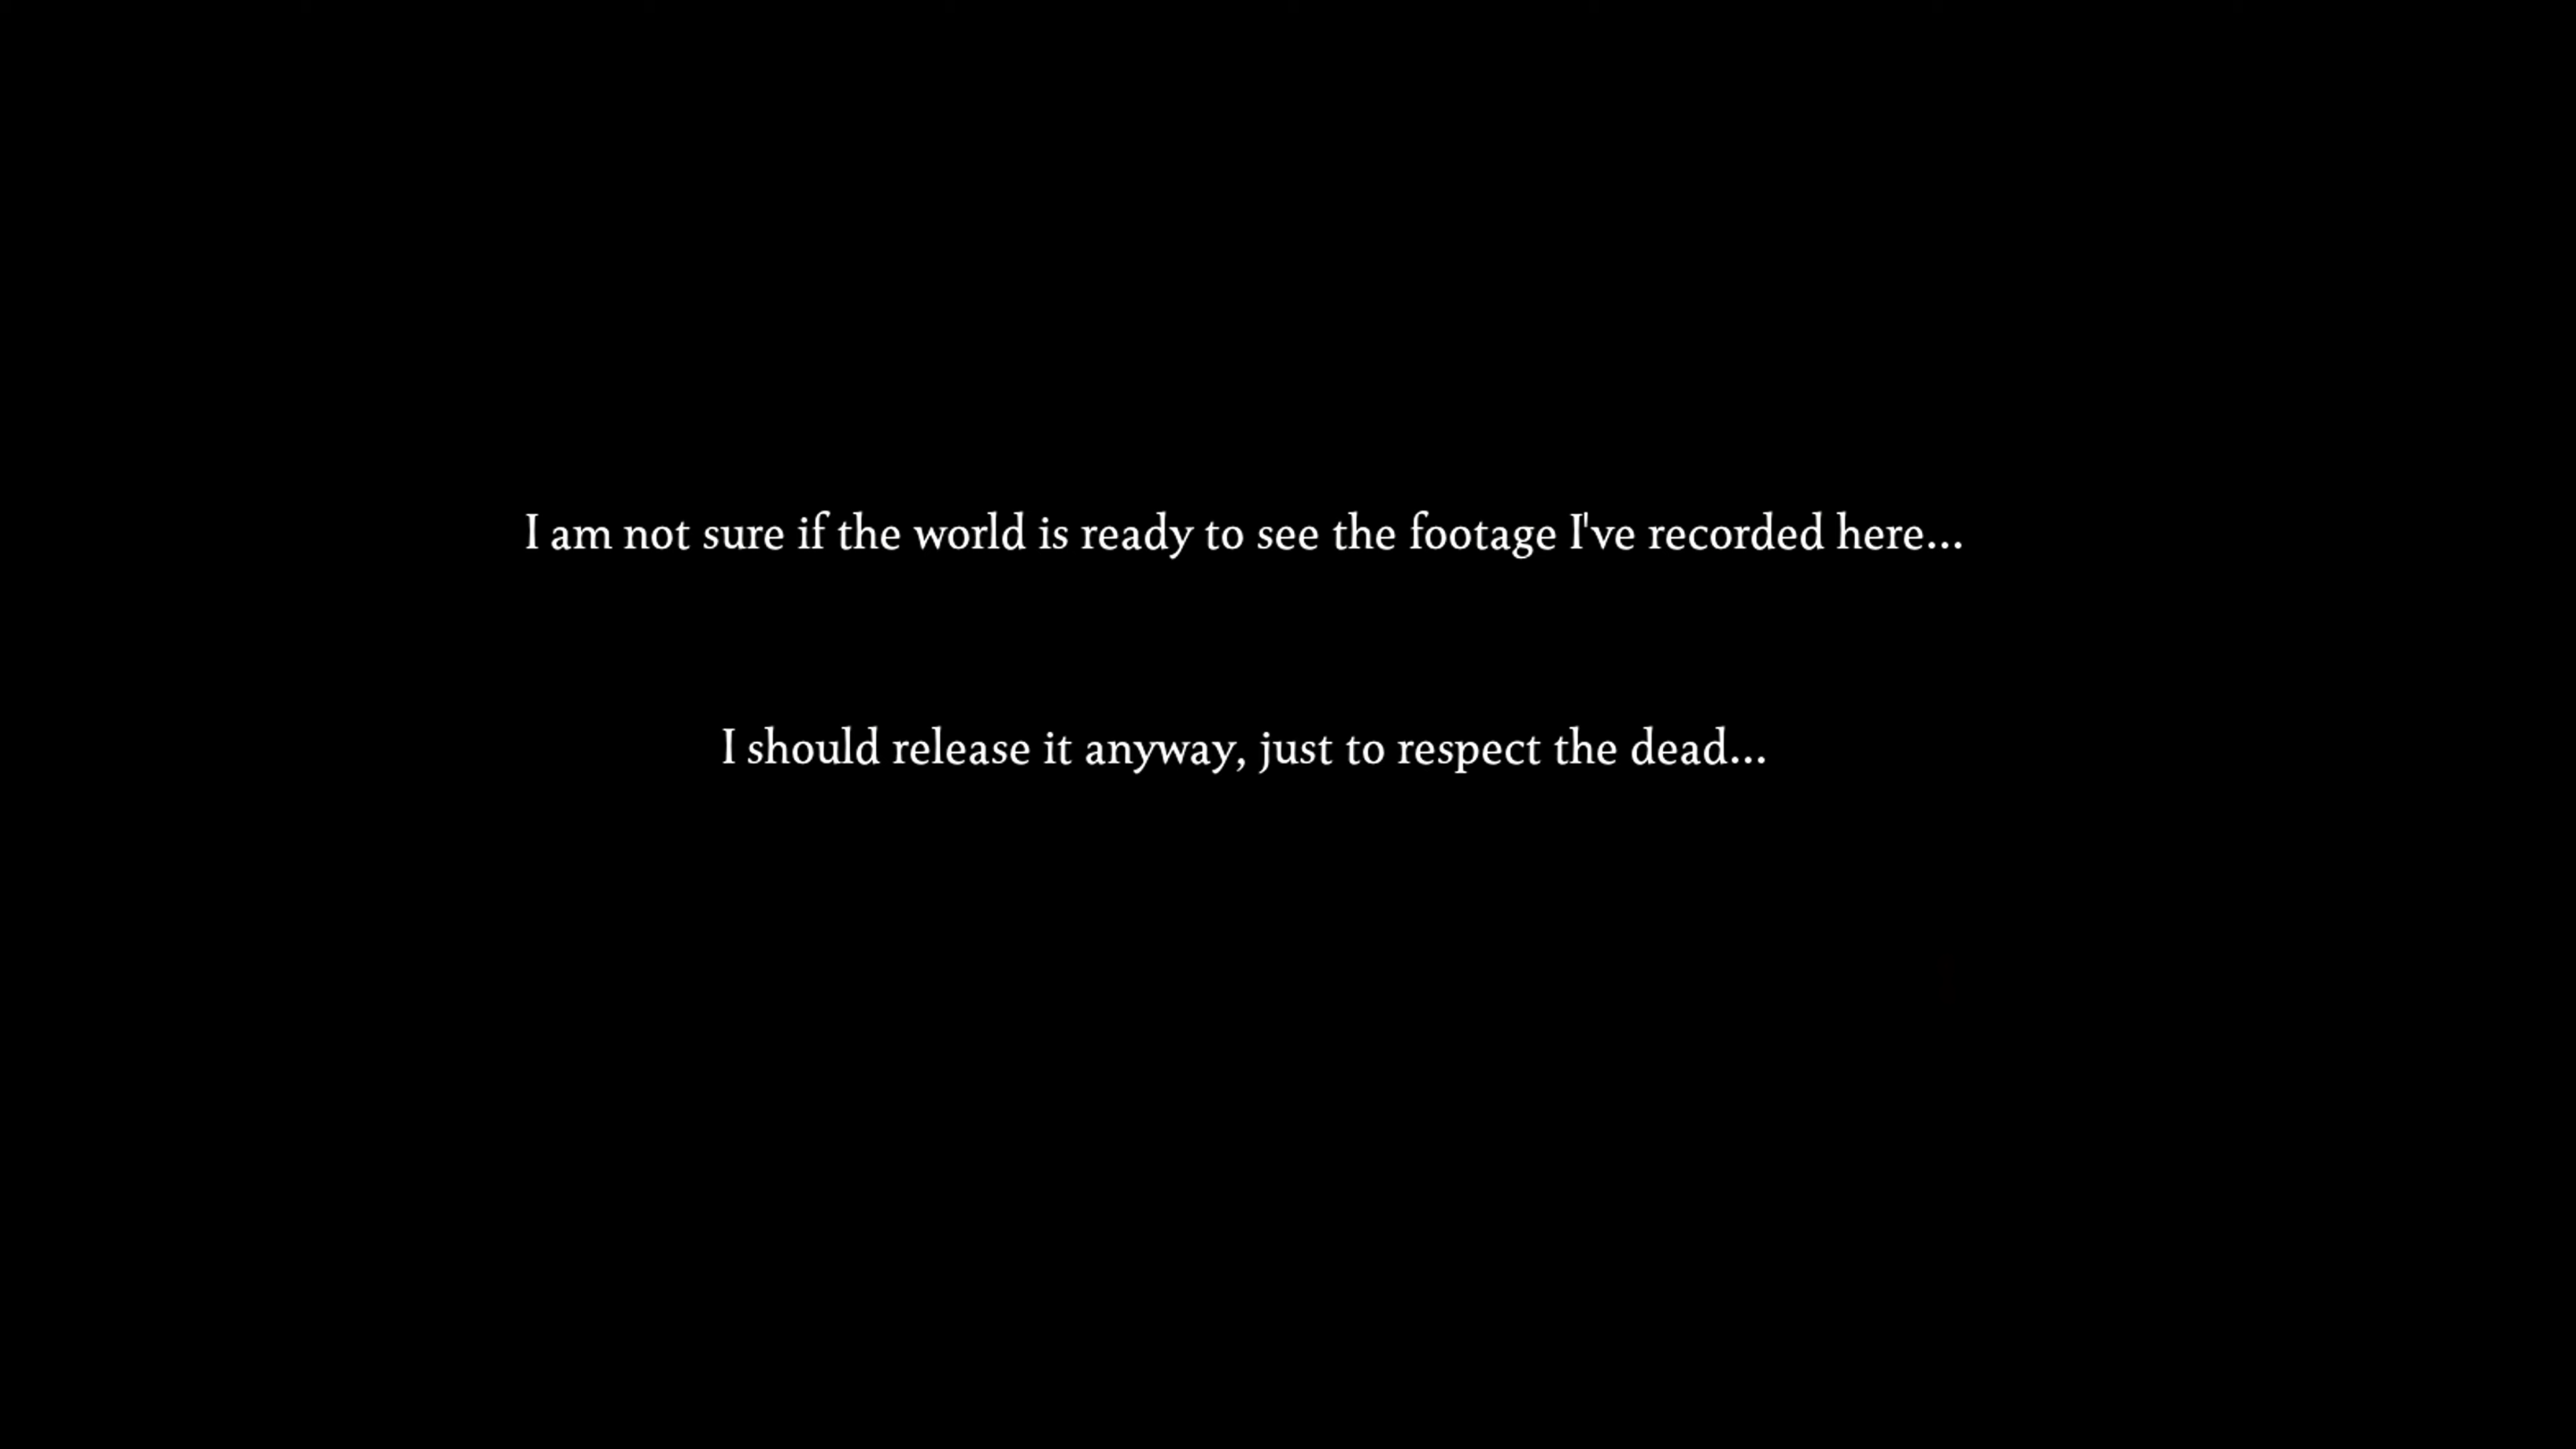 I am not sure if the world is ready to see the footage I've recorded here...
I should release it anyway, just to respect the dead...